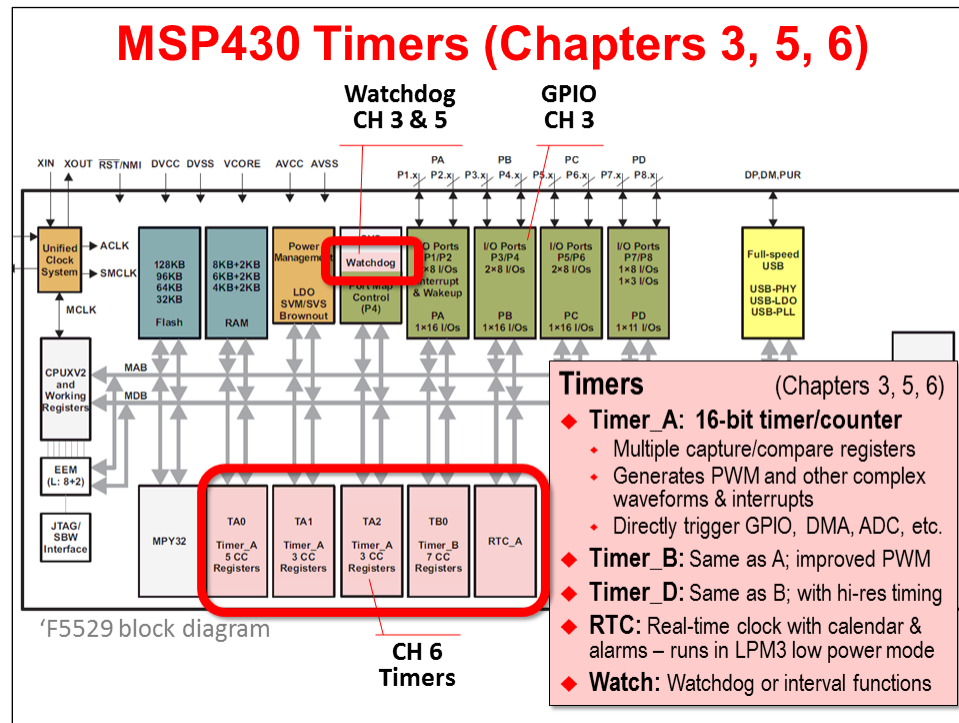 MSP430 Timers (Chapters 3, 5, 6)
Watchdog
CH 3 & 5
GPIO
CH 3
XIN
XOUT
RST/NMI
DVCC
DVSS
VCORE
AVCC
AVSS
PA
P1.x
P2.x
PB
P3.x
P4.x
PC
P5.x
P6.x
PD
P7.x
P8.x
DP,DM,PUR
Unified
Clock
System
ACLK
SMCLK
MCLK
128KB
96KB
64KB
32KB
Flash
8KB+2KB
6KB+2KB
4KB+2KB
RAM
Power
Management
LDO
SVM/SVS
Brownout
Watchdog
Port Map
Control
(P4)
I/O Ports
P1/P2
2×8 I/Os
Interrupt
& Wakeup
PA
1×16 I/Os
I/O Ports
P3/P4
2×8 I/Os
PB
1×16 I/Os
I/O Ports
P5/P6
2×8 I/Os
PC
1×16 I/Os
I/O Ports
P7/P8
1×8 I/Os
1×3 I/Os
PD
1×11 I/Os
Full-speed
USB
USB-PHY
USB-LDO
USB-PLL
CPUXV2
and
Working
Registers
MAB
MDB
EEM
(L: 8+2)
JTAG/
SBW
Interface
MPY32
TA0
Timer_A
5 CC
Registers
TA1
Timer_A
3 CC
Registers
TA2
Timer_A
3 CC
Registers
TB0
Timer_B
7 CC
Registers
RTC_A
‘F5529 block diagram
CH 6
Timers
Timers (Chapters 3, 5, 6)
Timer_A: 16-bit timer/counter
Multiple capture/compare registers
Generates PWM and other complex
waveforms & interrupts
Directly trigger GPIO, DMA, ADC, etc.
Timer_B: Same as A; improved PWM
Timer_D: Same as B; with hi-res timing
RTC: Real-time clock with calendar &
alarms – runs in LPM3 low power mode
Watch: Watchdog or interval functions